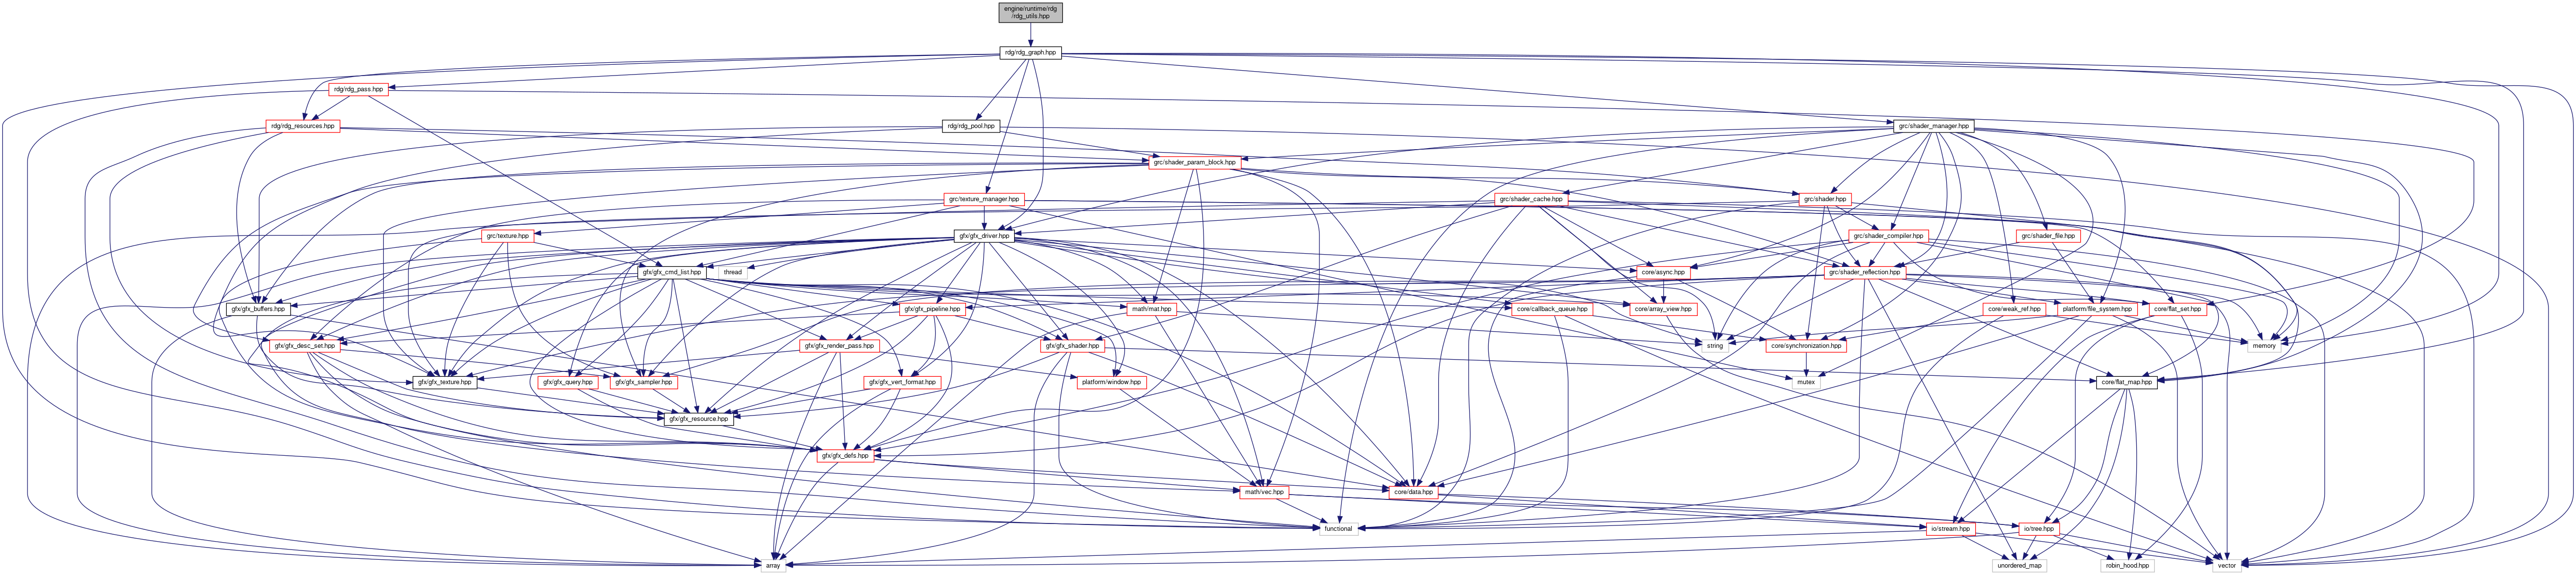 engine/runtime/rdg
/rdg_utils.hpp
rdg/rdg_graph.hpp
rdg/rdg_pass.hpp
rdg/rdg_resources.hpp
rdg/rdg_pool.hpp
grc/shader_manager.hpp
grc/shader_param_block.hpp
grc/texture_manager.hpp
grc/shader_cache.hpp
grc/shader.hpp
grc/texture.hpp
gfx/gfx_driver.hpp
grc/shader_compiler.hpp
grc/shader_file.hpp
gfx/gfx_cmd_list.hpp
thread
core/async.hpp
grc/shader_reflection.hpp
gfx/gfx_buffers.hpp
gfx/gfx_pipeline.hpp
math/mat.hpp
core/callback_queue.hpp
core/array_view.hpp
core/weak_ref.hpp
platform/file_system.hpp
core/flat_set.hpp
gfx/gfx_desc_set.hpp
gfx/gfx_render_pass.hpp
gfx/gfx_shader.hpp
string
core/synchronization.hpp
memory
gfx/gfx_texture.hpp
gfx/gfx_query.hpp
gfx/gfx_sampler.hpp
gfx/gfx_vert_format.hpp
platform/window.hpp
mutex
core/flat_map.hpp
gfx/gfx_resource.hpp
gfx/gfx_defs.hpp
math/vec.hpp
core/data.hpp
functional
io/stream.hpp
io/tree.hpp
array
unordered_map
robin_hood.hpp
vector